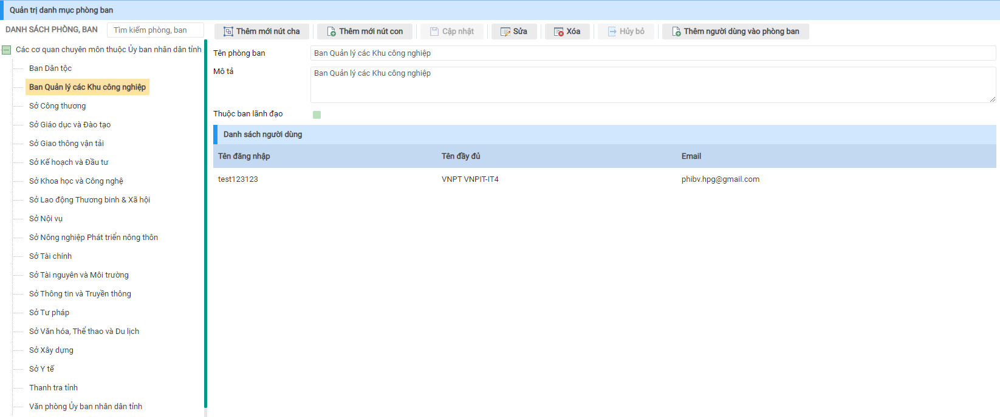 Quản trị danh mục phòng ban
DANH SÁCH PHÒNG, BAN
Tìm kiếm phòng, ban
Các cơ quan chuyên môn thuộc Ủy ban nhân dân tỉnh
Ban Dân tộc
Ban Quản lý các Khu công nghiệp
Sở Công thương
Sở Giáo dục và Đào tạo
Sở Giao thông vận tải
Sở Kế hoạch và Đầu tư
Sở Khoa học và Công nghệ
Sở Lao động Thương binh & Xã hội
Sở Nội vụ
Sở Nông nghiệp Phát triển nông thôn
Sở Tài chính
Sở Tài nguyên và Môi trường
Sở Thông tin và Truyền thông
Sở Tư pháp
Sở Văn hóa, Thể thao và Du lịch
Sở Xây dựng
Sở Y tế
Thanh tra tỉnh
Văn phòng Ủy ban nhân dân tỉnh
Thêm mới nút cha Thêm mới nút con Cập nhật Sửa Xóa Hủy bỏ Thêm người dùng vào phòng ban
Tên phòng ban Ban Quản lý các Khu công nghiệp
Mô tả Ban Quản lý các Khu công nghiệp
Thuộc ban lãnh đạo
Danh sách người dùng
Tên đăng nhập Tên đầy đủ Email
test123123 VNPT VNPIT-IT4 phibv.hpg@gmail.com